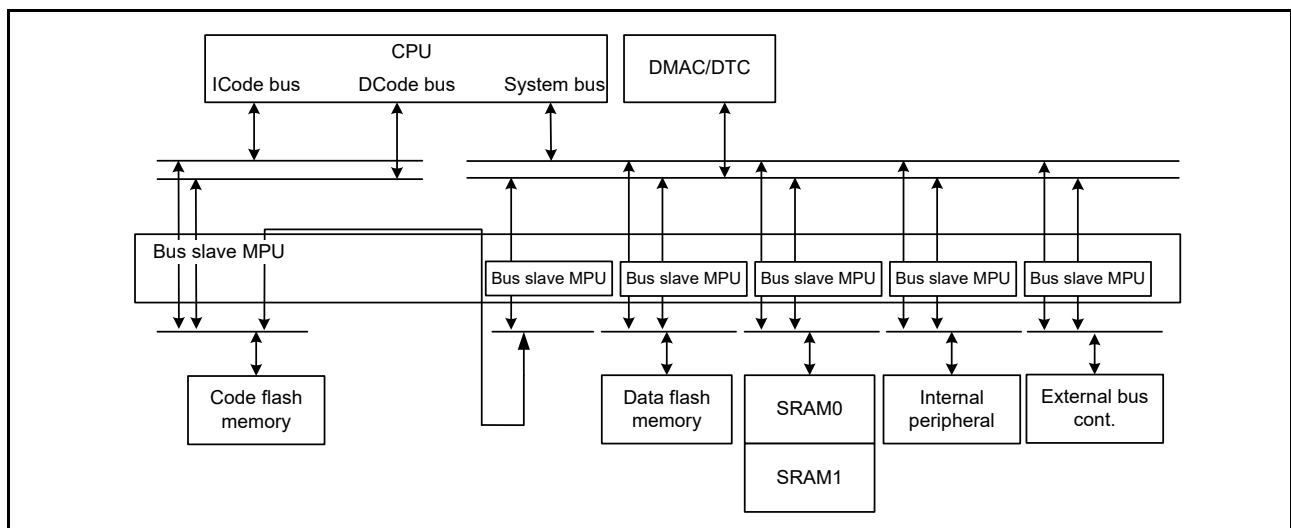 CPU
ICode bus
DCode bus
System bus
DMAC/DTC
Bus slave MPU
Bus slave MPU
Bus slave MPU
Bus slave MPU
Bus slave MPU
Bus slave MPU
Code flash
memory
Data flash
memory
SRAM0
SRAM1
Internal
peripheral
External bus
cont.